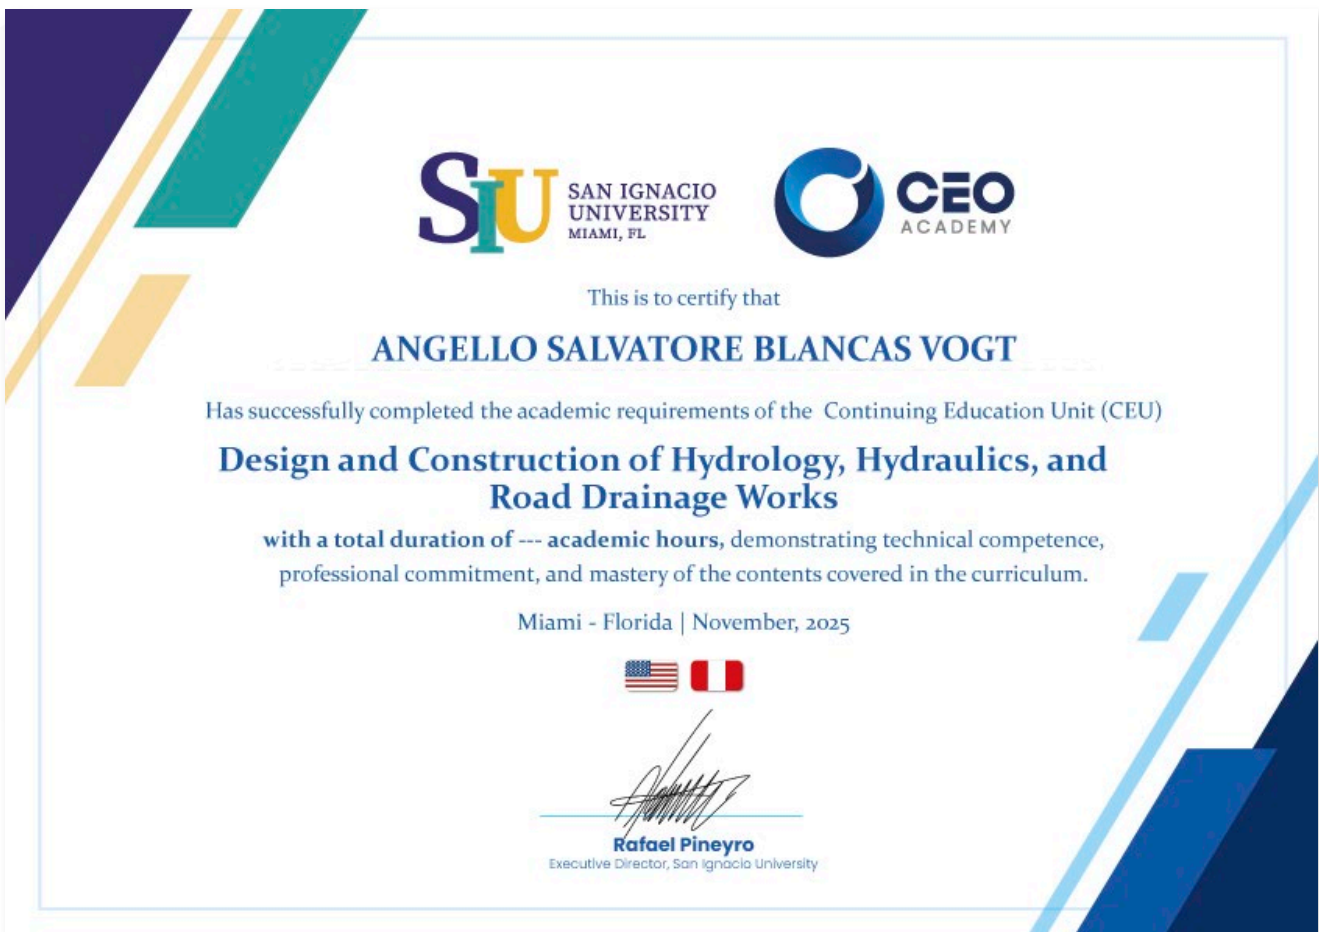 SIU
SAN IGNACIO
UNIVERSITY
MIAMI, FL
CEO
ACADEMY
This is to certify that
ANGELLO SALVATORE BLANCAS VOGT
Has successfully completed the academic requirements of the Continuing Education Unit (CEU)
Design and Construction of Hydrology, Hydraulics, and
Road Drainage Works
with a total duration of --- academic hours, demonstrating technical competence,
professional commitment, and mastery of the contents covered in the curriculum.
Miami - Florida | November, 2025
Rafael Pineyro
Executive Director, San Ignacio University